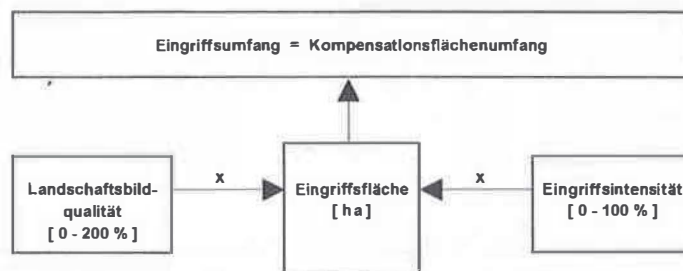 Eingriffsumfang = Kompensationsflächenumfang
x
x
Landschaftsbild-
qualität
[ 0 - 200 % ]
Eingriffsfläche
[ ha ]
Eingriffsintensität
[ 0 - 100 % ]